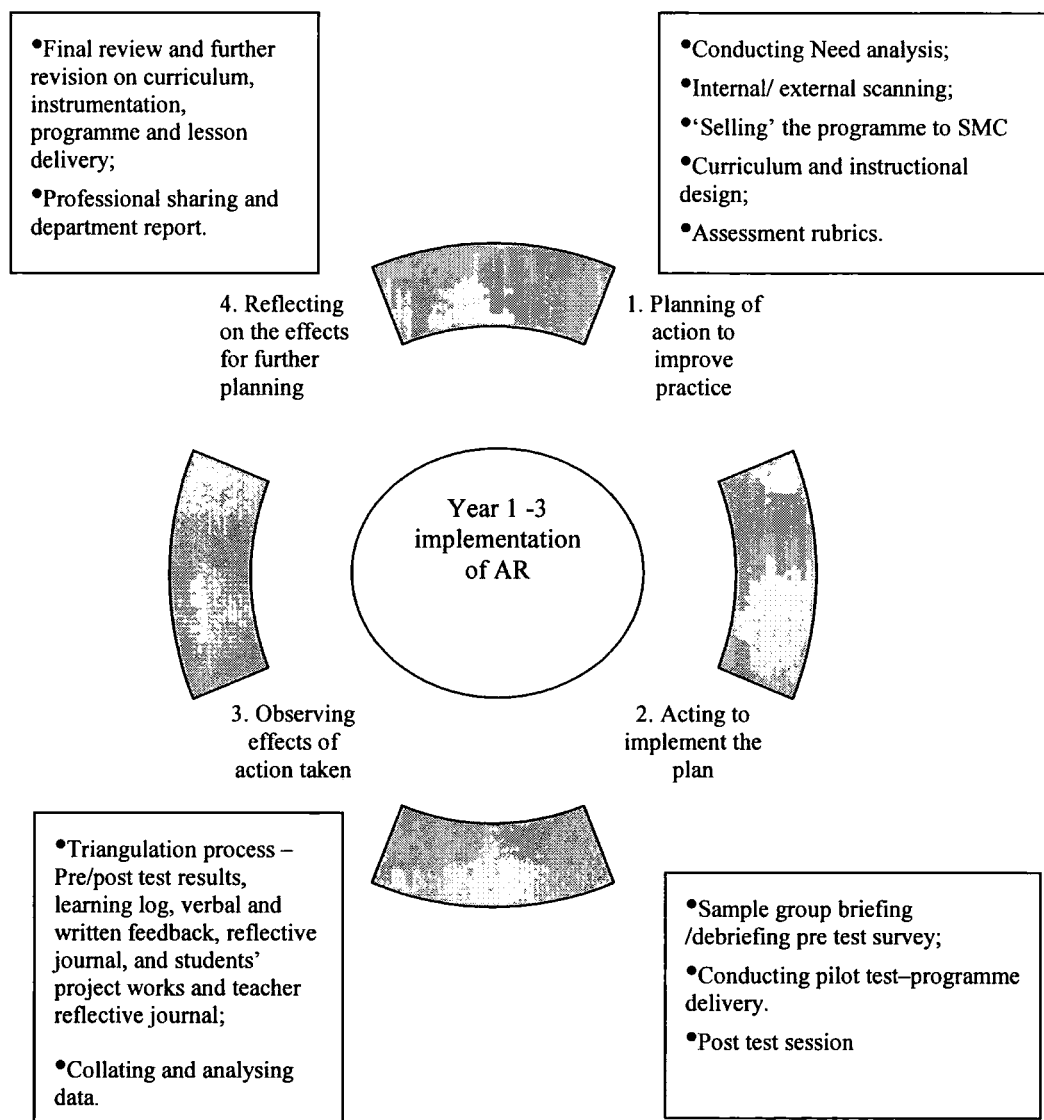 •Final review and further
revision on curriculum,
instrumentation,
programme and lesson
delivery;
•Professional sharing and
department report.
•Conducting Need analysis;
•Internal/ external scanning;
•‘Selling’ the programme to SMC
•Curriculum and instructional
design;
•Assessment rubrics.
4. Reflecting
on the effects
for further
planning
1. Planning of
action to
improve
practice
Year 1 -3
implementation
of AR
3. Observing
effects of
action taken
2. Acting to
implement the
plan
•Triangulation process –
Pre/post test results,
learning log, verbal and
written feedback, reflective
journal, and students’
project works and teacher
reflective journal;
•Collating and analysing
data.
•Sample group briefing
/debriefing pre test survey;
•Conducting pilot test–programme
delivery.
•Post test session